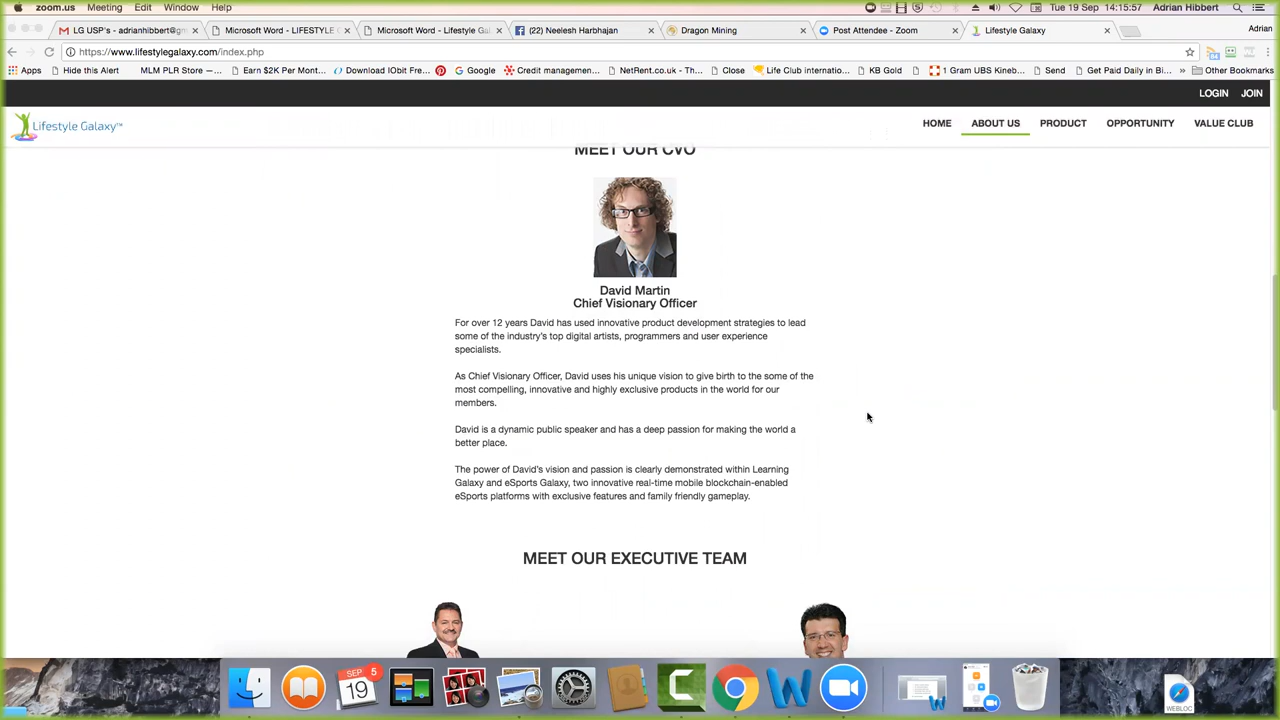 zoom.us Meeting Edit Window Help Tue 19 Sep 14:15:57 Adrian Hibbert
LG USP's - adrianhibbert@gm Microsoft Word - LIFESTYLE C Microsoft Word - Lifestyle Ga (22) Neelesh Harbhajan Dragon Mining Post Attendee - Zoom Lifestyle Galaxy Adrian
https://www.lifestylegalaxy.com/index.php
Apps Hide this Alert MLM PLR Store —... Earn $2K Per Mont... Download IObit Fr... Google Credit managemen... NetRent.co.uk - Th... Close Life Club internatio... KB Gold 1 Gram UBS Kineb... Send Get Paid Daily in Bi... » Other Bookmarks
LOGIN JOIN
Lifestyle Galaxy™ HOME ABOUT US PRODUCT OPPORTUNITY VALUE CLUB
MEET OUR CVO
David Martin
Chief Visionary Officer
For over 12 years David has used innovative product development strategies to lead
some of the industry's top digital artists, programmers and user experience
specialists.
As Chief Visionary Officer, David uses his unique vision to give birth to the some of the
most compelling, innovative and highly exclusive products in the world for our
members.
David is a dynamic public speaker and has a deep passion for making the world a
better place.
The power of David's vision and passion is clearly demonstrated within Learning
Galaxy and eSports Galaxy, two innovative real-time mobile blockchain-enabled
eSports platforms with exclusive features and family friendly gameplay.
MEET OUR EXECUTIVE TEAM
SEP 5
19
WEBLOC